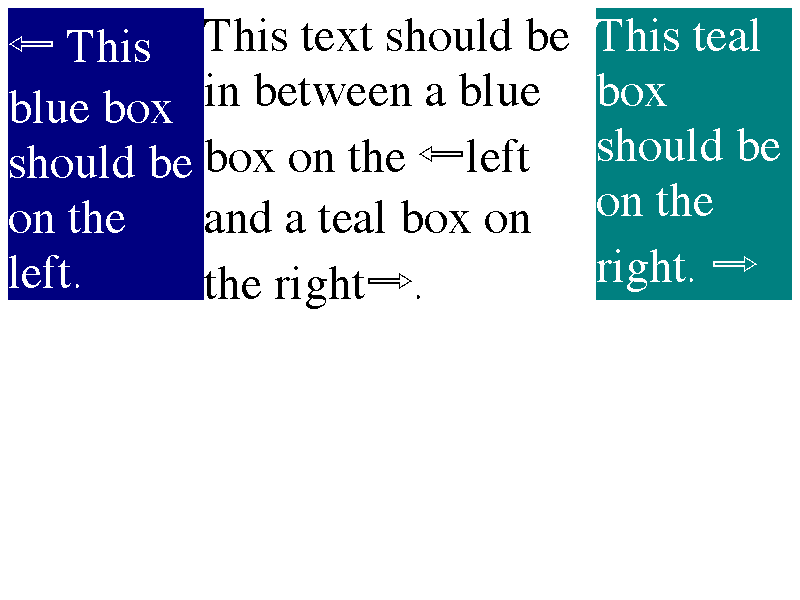 ⇦ This
blue box
should be
on the
left.
This text should be
in between a blue
box on the ⇦left
and a teal box on
the right⇨.
This teal
box
should be
on the
right. ⇨